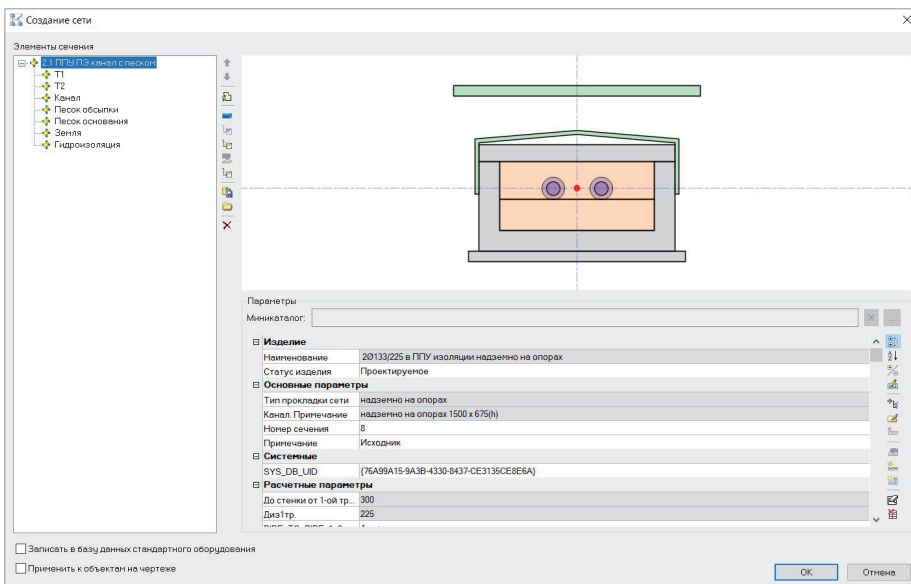 Создание сети
Элементы сечения
2.1 ППУ ПЭ канал с песком
Т1
Т2
Канал
Песок обсыпки
Песок основания
Земля
Гидроизоляция
Параметры
Миникаталог:
Изделие
Наименование 2Ø133/225 в ППУ изоляции надземно на опорах
Статус изделия Проектируемое
Основные параметры
Тип прокладки сети надземно на опорах
Канал. Примечание надземно на опорах 1500 x 675(h)
Номер сечения 8
Примечание Исходник
Системные
SYS_DB_UID {76A99A15-9A3B-4330-8437-CE3135CE8E6A}
Расчетные параметры
До стенки от 1-ой тр... 300
Диз1тр. 225
Записать в базу данных стандартного оборудования
Применить к объектам на чертеже
OK Отмена